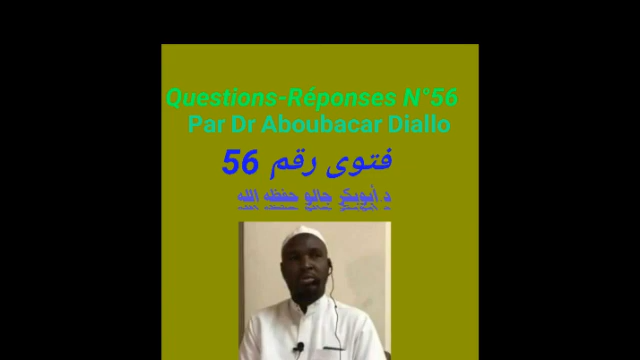 Questions-Réponses N°56
Par Dr Aboubacar Diallo
فتوى رقم 56
د أبوبكر جالو حفظه الله